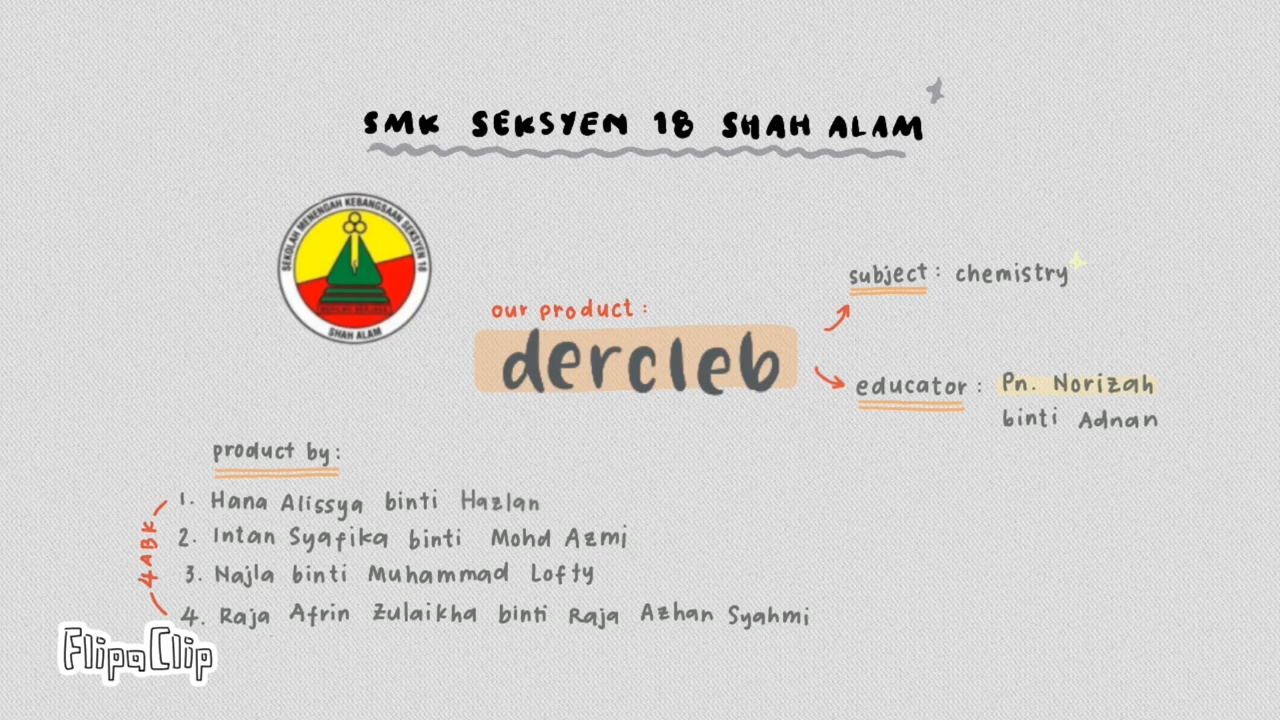 SMK SEKSYEN 18 SHAH ALAM
SEKOLAH MENENGAH KEBANGSAAN SEKSYEN 18
SHAH ALAM
our product :
dercleb
subject : chemistry
educator : Pn. Norizah
binti Adnan
product by :
1. Hana Alissya binti Hazlan
2. Intan Syafika binti Mohd Azmi
3. Najla binti Muhammad Lofty
4. Raja Afrin Zulaikha binti Raja Azhan Syahmi
4ABK
FlipaClip